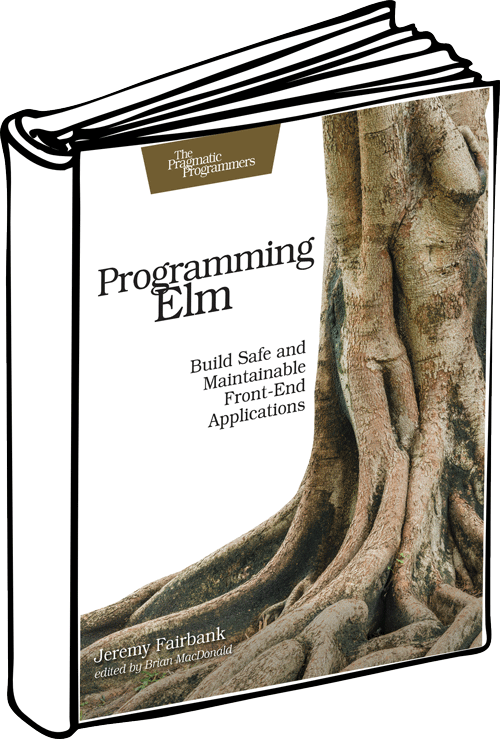 The
Pragmatic
Programmers
Programming
Elm
Build Safe and
Maintainable
Front-End
Applications
Jeremy Fairbank
edited by Brian MacDonald